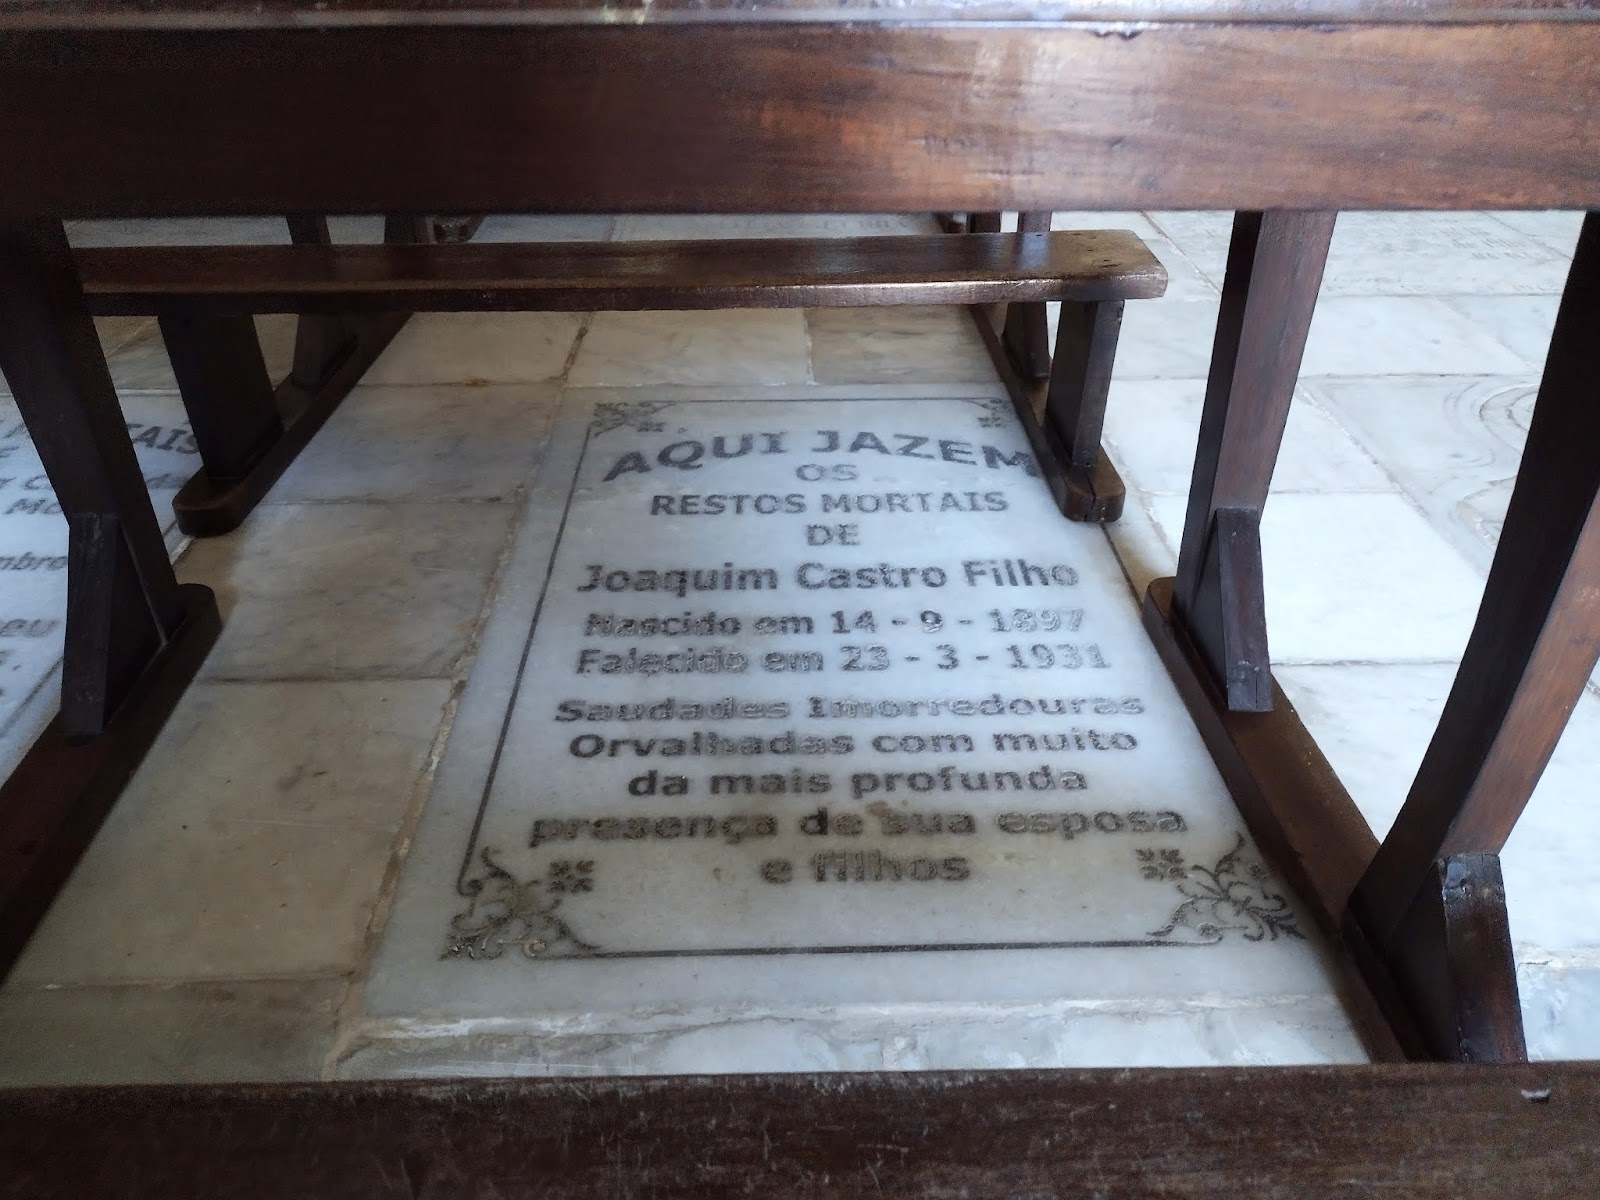 AQUI JAZEM
OS
RESTOS MORTAIS
DE
Joaquim Castro Filho
Nascido em 14 - 9 - 1897
Falecido em 23 - 3 - 1931
Saudades Imorredouras
Orvalhadas com muito
da mais profunda
presença de sua esposa
e filhos